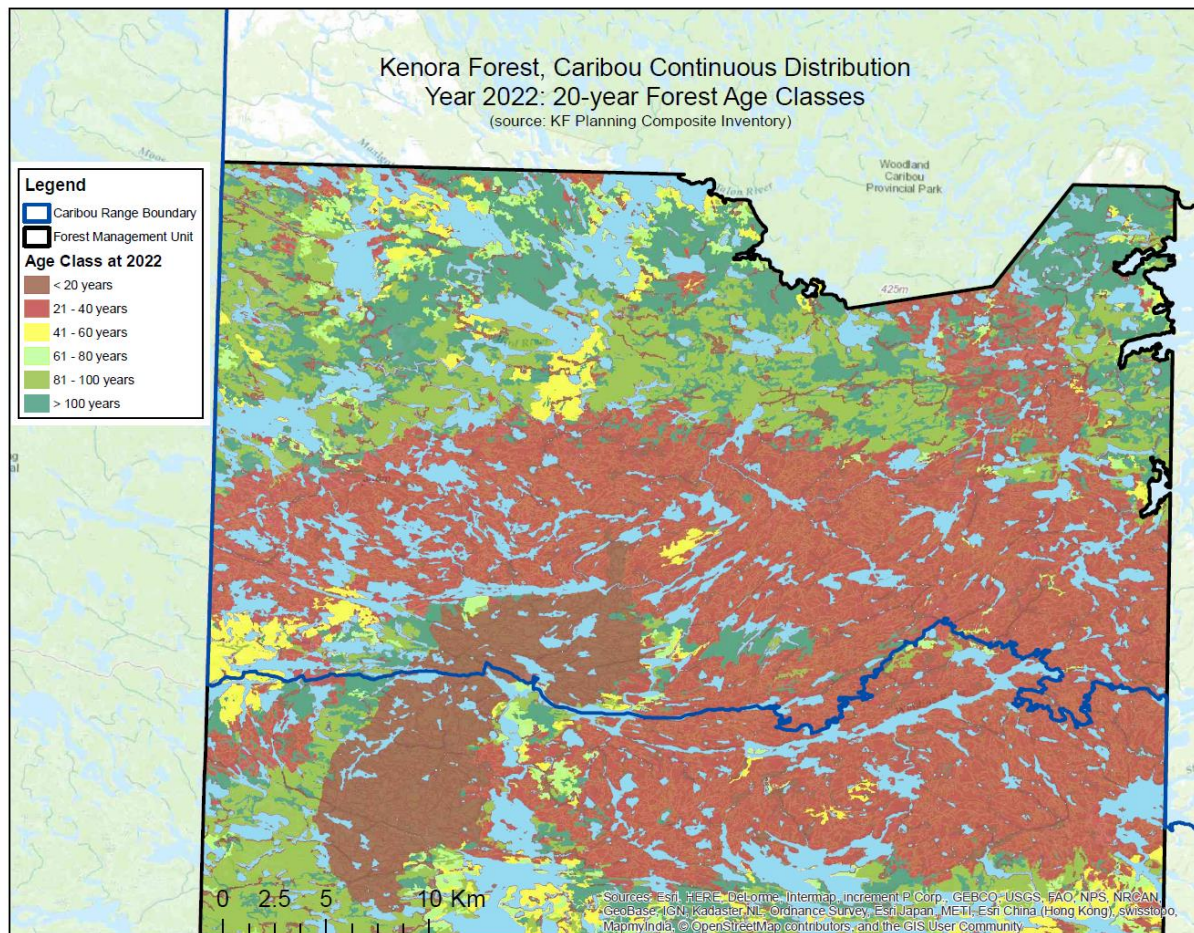 Kenora Forest, Caribou Continuous Distribution
Year 2022: 20-year Forest Age Classes
(source: KF Planning Composite Inventory)
Woodland
Caribou
Provincial Park
425m
Legend
Caribou Range Boundary
Forest Management Unit
Age Class at 2022
< 20 years
21 - 40 years
41 - 60 years
61 - 80 years
81 - 100 years
> 100 years
0 2.5 5 10 Km
Sources: Esri, HERE, DeLorme, Intermap, increment P Corp., GEBCO, USGS, FAO, NPS, NRCAN,
GeoBase, IGN, Kadaster NL, Ordnance Survey, Esri Japan, METI, Esri China (Hong Kong), swisstopo,
MapmyIndia, © OpenStreetMap contributors, and the GIS User Community